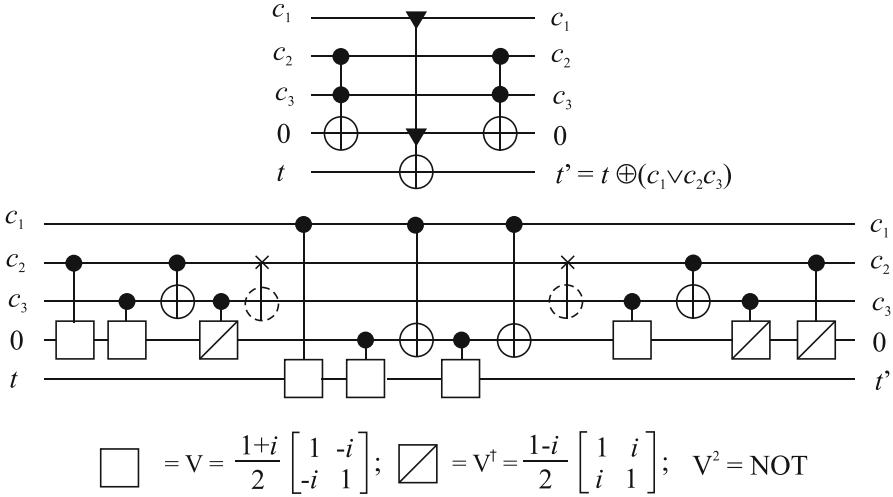 c₁ c₁
c₂ c₂
c₃ c₃
0 0
t t' = t ⊕(c₁∨c₂c₃)
c₁ c₁
c₂ c₂
c₃ c₃
0 0
t t'
= V = 1+i/2 [1 -i; -i 1]; = V† = 1-i/2 [1 i; i 1]; V² = NOT